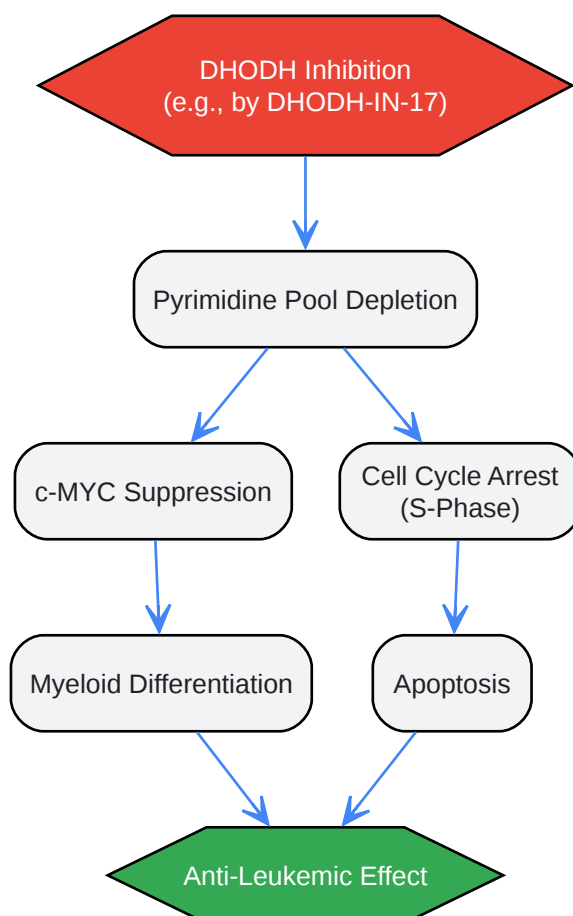 DHODH Inhibition
(e.g., by DHODH-IN-17)
Pyrimidine Pool Depletion
c-MYC Suppression
Cell Cycle Arrest
(S-Phase)
Myeloid Differentiation
Apoptosis
Anti-Leukemic Effect